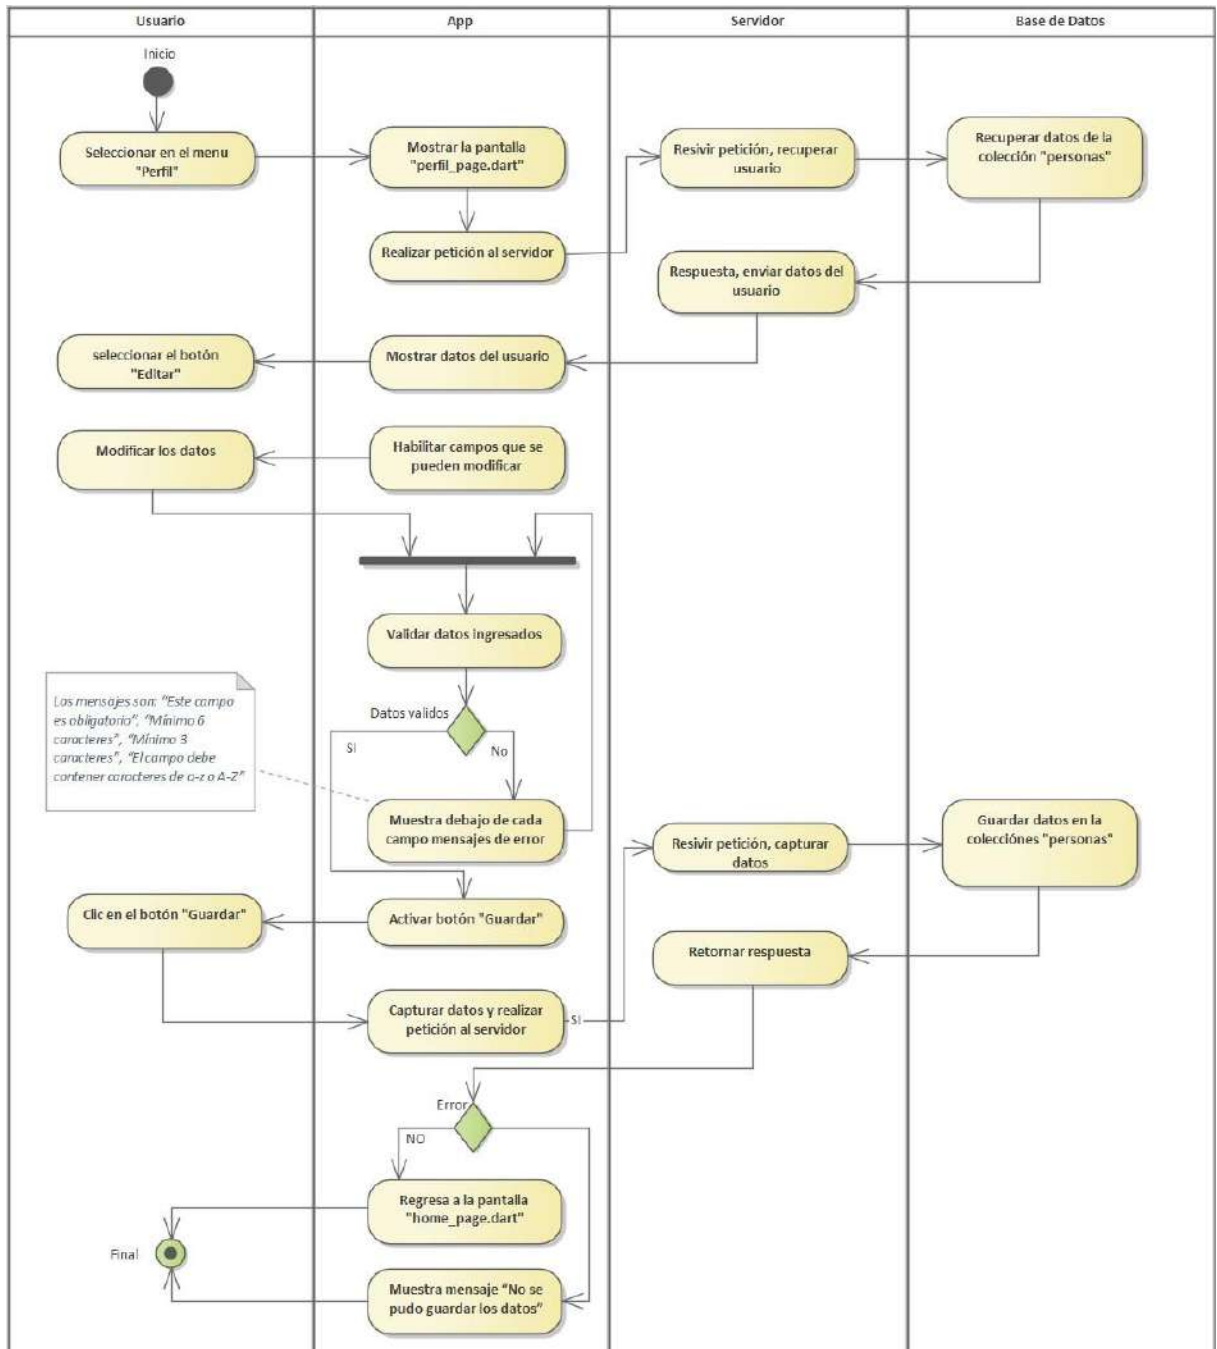 Usuario
App
Servidor
Base de Datos
Inicio
Seleccionar en el menu
"Perfil"
Mostrar la pantalla
"perfil_page.dart"
Resivir petición, recuperar
usuario
Recuperar datos de la
colección "personas"
Realizar petición al servidor
Respuesta, enviar datos del
usuario
seleccionar el botón
"Editar"
Mostrar datos del usuario
Modificar los datos
Habilitar campos que se
pueden modificar
Validar datos ingresados
Los mensajes son: "Este campo
es obligatorio", "Mínimo 6
caracteres", "Mínimo 3
caracteres", "El campo debe
contener caracteres de a-z o A-Z"
Datos validos
SI
No
Muestra debajo de cada
campo mensajes de error
Resivir petición, capturar
datos
Guardar datos en la
colecciónes "personas"
Clic en el botón "Guardar"
Activar botón "Guardar"
Retornar respuesta
Capturar datos y realizar
petición al servidor
SI
Error
NO
Regresa a la pantalla
"home_page.dart"
Final
Muestra mensaje "No se
pudo guardar los datos"